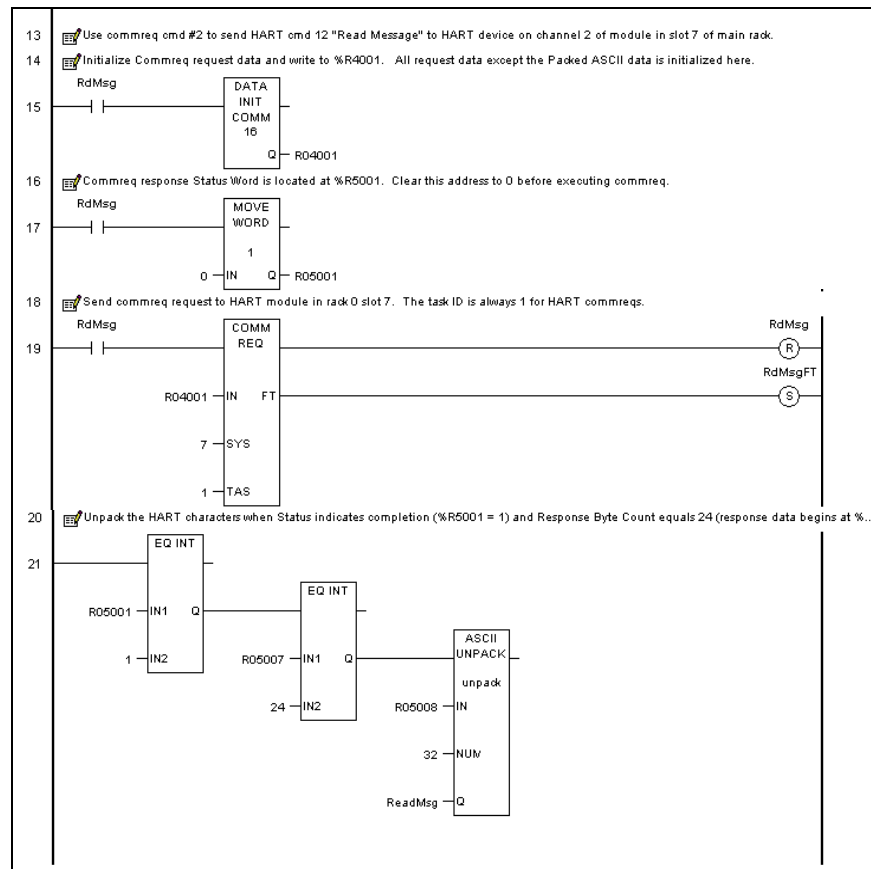 13 Use commreq cmd #2 to send HART cmd 12 "Read Message" to HART device on channel 2 of module in slot 7 of main rack.
14 Initialize Commreq request data and write to %R4001. All request data except the Packed ASCII data is initialized here.
RdMsg
DATA
INIT
15
COMM
16
Q R04001
16 Commreq response Status Word is located at %R5001. Clear this address to 0 before executing commreq.
RdMsg
MOVE
WORD
17
1
0 IN Q R05001
18 Send commreq request to HART module in rack 0 slot 7. The task ID is always 1 for HART commreqs.
RdMsg COMM RdMsg
19 REQ R
RdMsgFT
R04001 IN FT S
7 SYS
1 TAS
20 Unpack the HART characters when Status indicates completion (%R5001 = 1) and Response Byte Count equals 24 (response data begins at %...
EQ INT
21
EQ INT
R05001 IN1 Q
ASCII
1 IN2 R05007 IN1 Q UNPACK
unpack
24 IN2 R05008 IN
32 NUM
ReadMsg Q